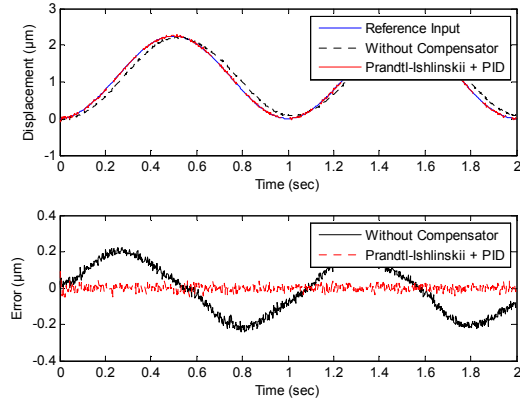 3
2
1
0
-1
Displacement (μm)
0 0.2 0.4 0.6 0.8 1 1.2 1.4 1.6 1.8 2
Time (sec)
Reference Input
Without Compensator
Prandtl-Ishlinskii + PID
0.4
0.2
0
-0.2
-0.4
Error (μm)
0 0.2 0.4 0.6 0.8 1 1.2 1.4 1.6 1.8 2
Time (sec)
Without Compensator
Prandtl-Ishlinskii + PID